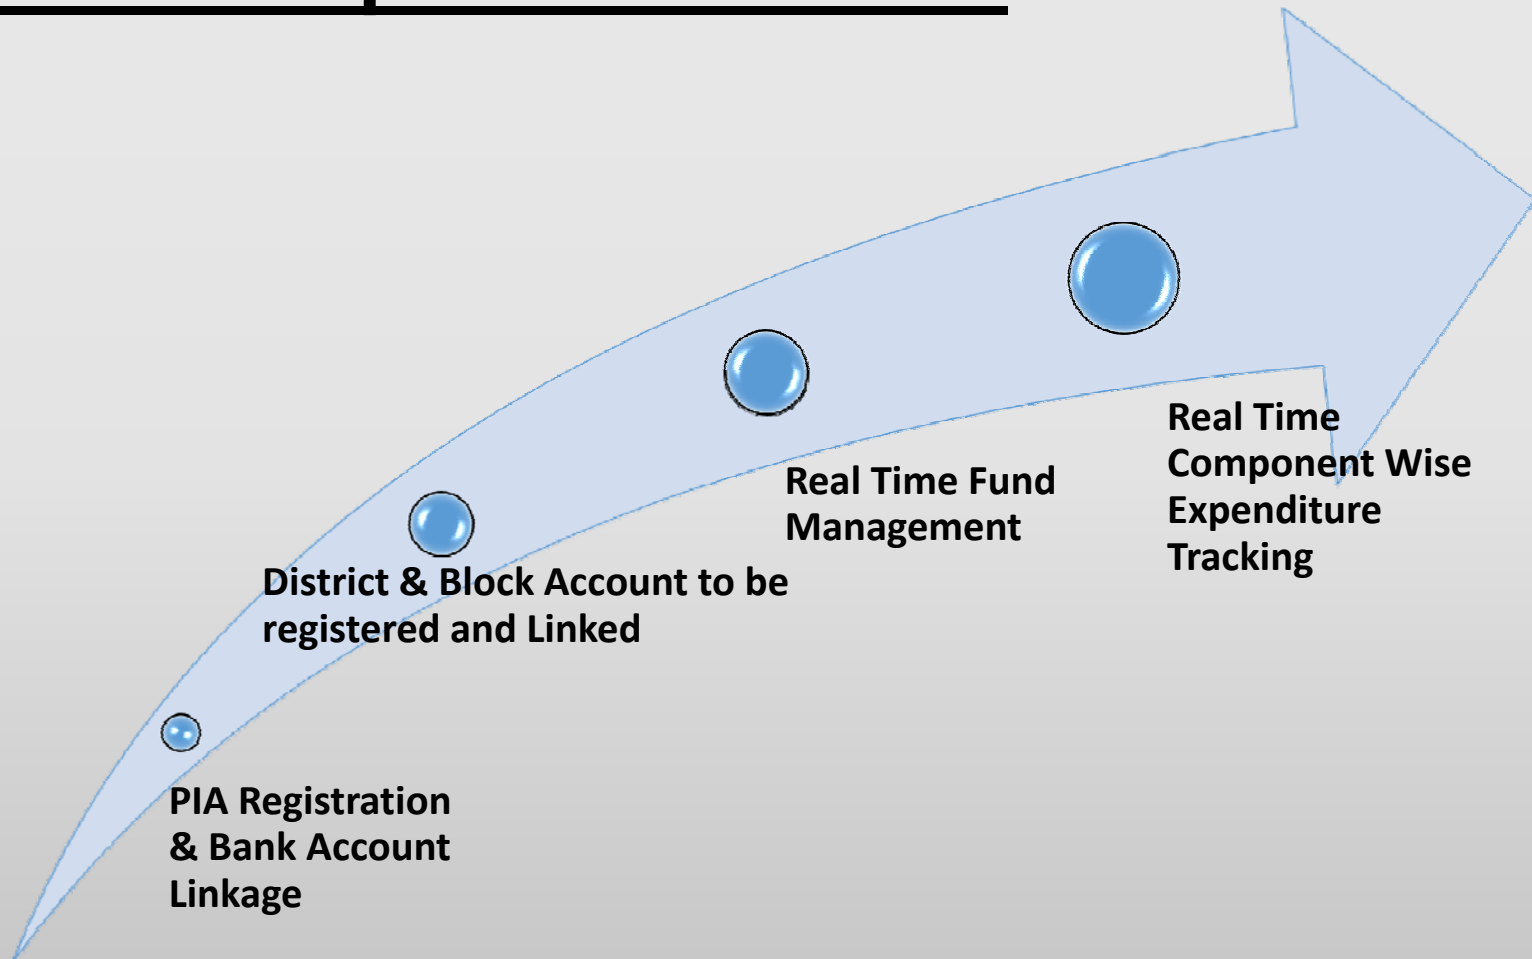 PIA Registration
& Bank Account
Linkage
District & Block Account to be
registered and Linked
Real Time Fund
Management
Real Time
Component Wise
Expenditure
Tracking